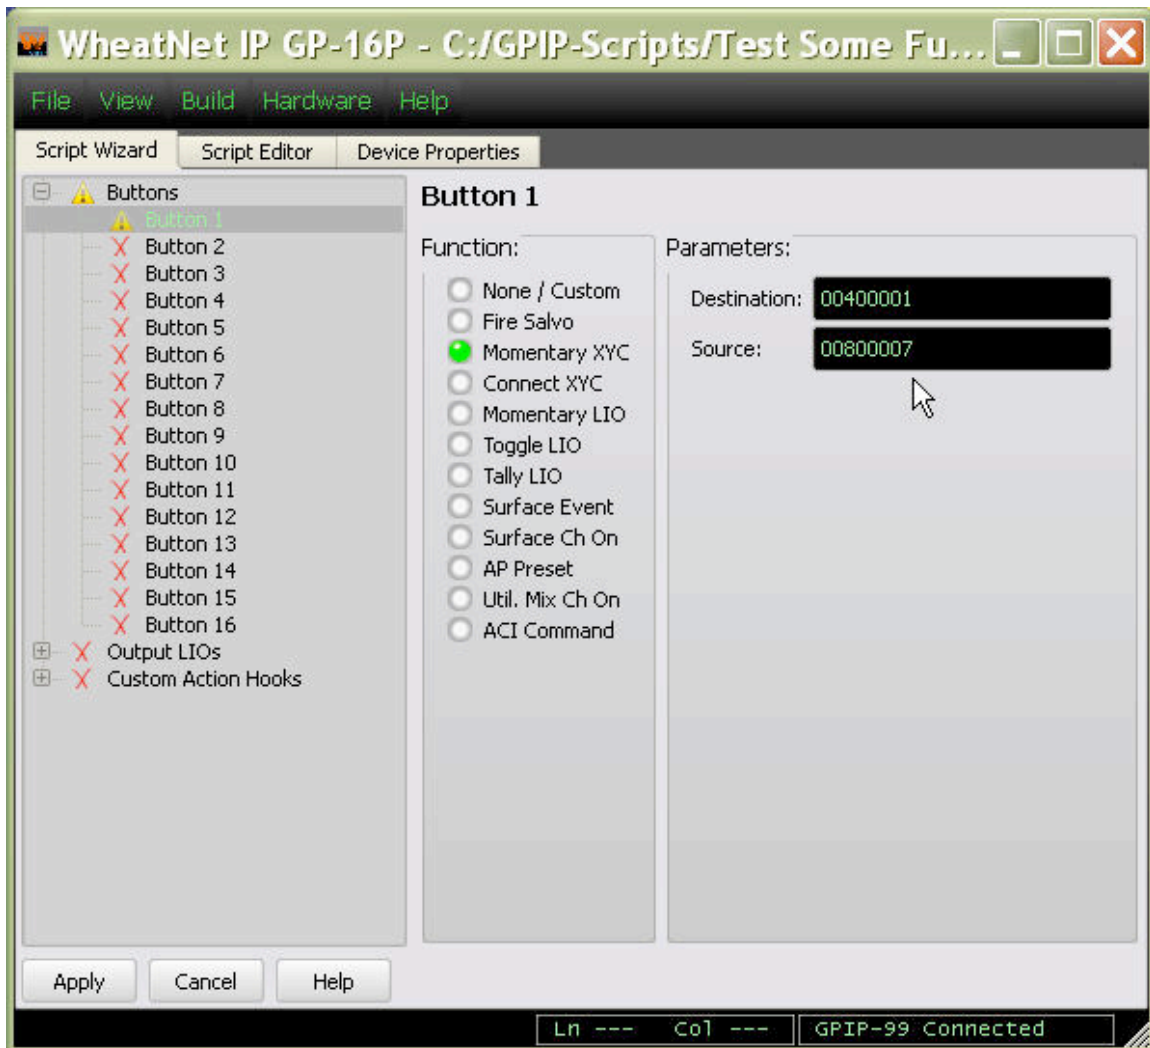 WheatNet IP GP-16P - C:/GPIP-Scripts/Test Some Fu...
File View Build Hardware Help
Script Wizard Script Editor Device Properties
Buttons
Button 1
Button 2
Button 3
Button 4
Button 5
Button 6
Button 7
Button 8
Button 9
Button 10
Button 11
Button 12
Button 13
Button 14
Button 15
Button 16
Output LIOs
Custom Action Hooks
Button 1
Function:
None / Custom
Fire Salvo
Momentary XYC
Connect XYC
Momentary LIO
Toggle LIO
Tally LIO
Surface Event
Surface Ch On
AP Preset
Util. Mix Ch On
ACI Command
Parameters:
Destination: 00400001
Source: 00800007
Apply Cancel Help
Ln --- Col --- GPIP-99 Connected